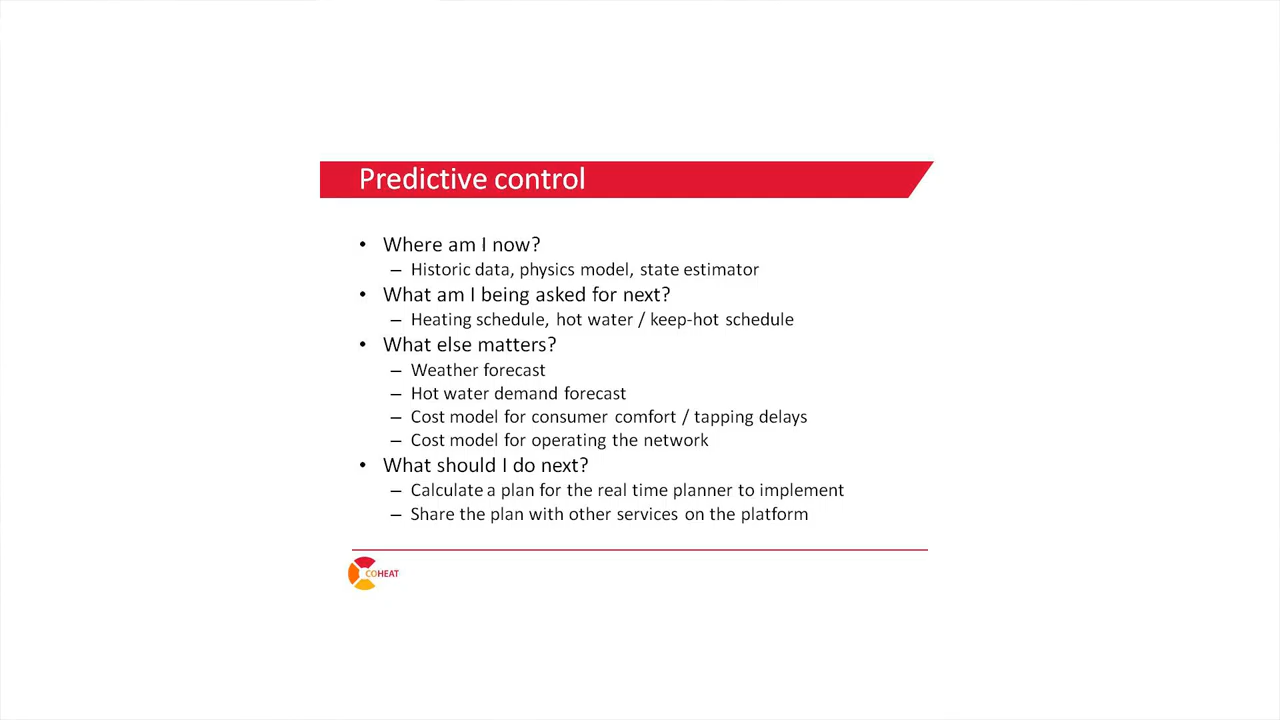 Predictive control
• Where am I now?
– Historic data, physics model, state estimator
• What am I being asked for next?
– Heating schedule, hot water / keep-hot schedule
• What else matters?
– Weather forecast
– Hot water demand forecast
– Cost model for consumer comfort / tapping delays
– Cost model for operating the network
• What should I do next?
– Calculate a plan for the real time planner to implement
– Share the plan with other services on the platform
COHEAT